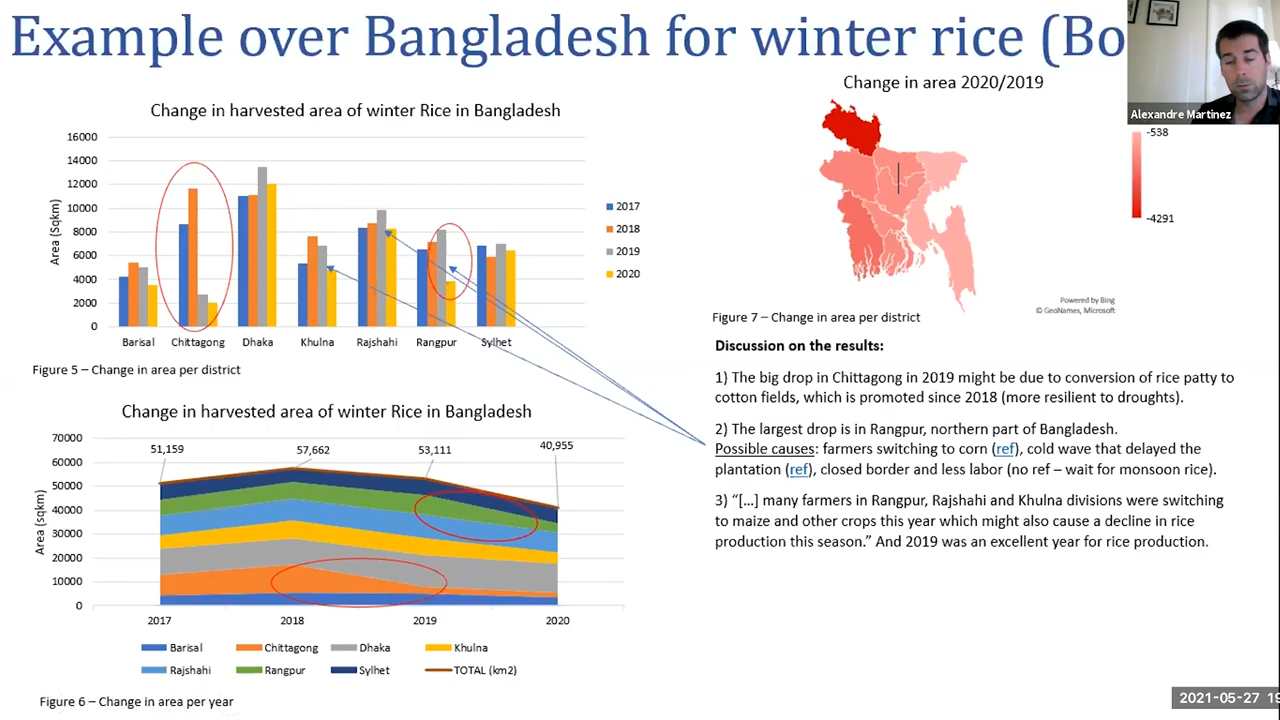 Example over Bangladesh for winter rice (Bo
Alexandre Martinez
Change in harvested area of winter Rice in Bangladesh
16000
14000
12000
10000
8000
6000
4000
2000
0
Area (Sqkm)
Barisal Chittagong Dhaka Khulna Rajshahi Rangpur Sylhet
2017
2018
2019
2020
Figure 5 – Change in area per district
Change in harvested area of winter Rice in Bangladesh
70000
60000
50000
40000
30000
20000
10000
0
Area (sqkm)
51,159 57,662 53,111 40,955
2017 2018 2019 2020
Barisal Chittagong Dhaka Khulna
Rajshahi Rangpur Sylhet TOTAL (km2)
Figure 6 – Change in area per year
Change in area 2020/2019
-538
-4291
Powered by Bing
© GeoNames, Microsoft
Figure 7 – Change in area per district
Discussion on the results:
1) The big drop in Chittagong in 2019 might be due to conversion of rice patty to
cotton fields, which is promoted since 2018 (more resilient to droughts).
2) The largest drop is in Rangpur, northern part of Bangladesh.
Possible causes: farmers switching to corn (ref), cold wave that delayed the
plantation (ref), closed border and less labor (no ref – wait for monsoon rice).
3) “[…] many farmers in Rangpur, Rajshahi and Khulna divisions were switching
to maize and other crops this year which might also cause a decline in rice
production this season.” And 2019 was an excellent year for rice production.
2021-05-27 19